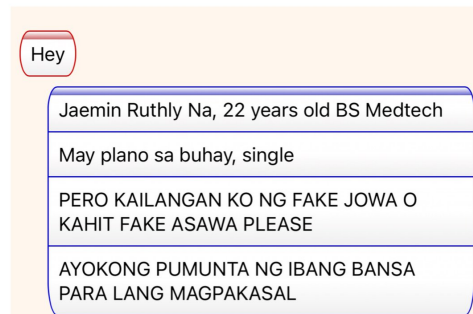 Hey
Jaemin Ruthly Na, 22 years old BS Medtech
May plano sa buhay, single
PERO KAILANGAN KO NG FAKE JOWA O
KAHIT FAKE ASAWA PLEASE
AYOKONG PUMUNTA NG IBANG BANSA
PARA LANG MAGPAKASAL